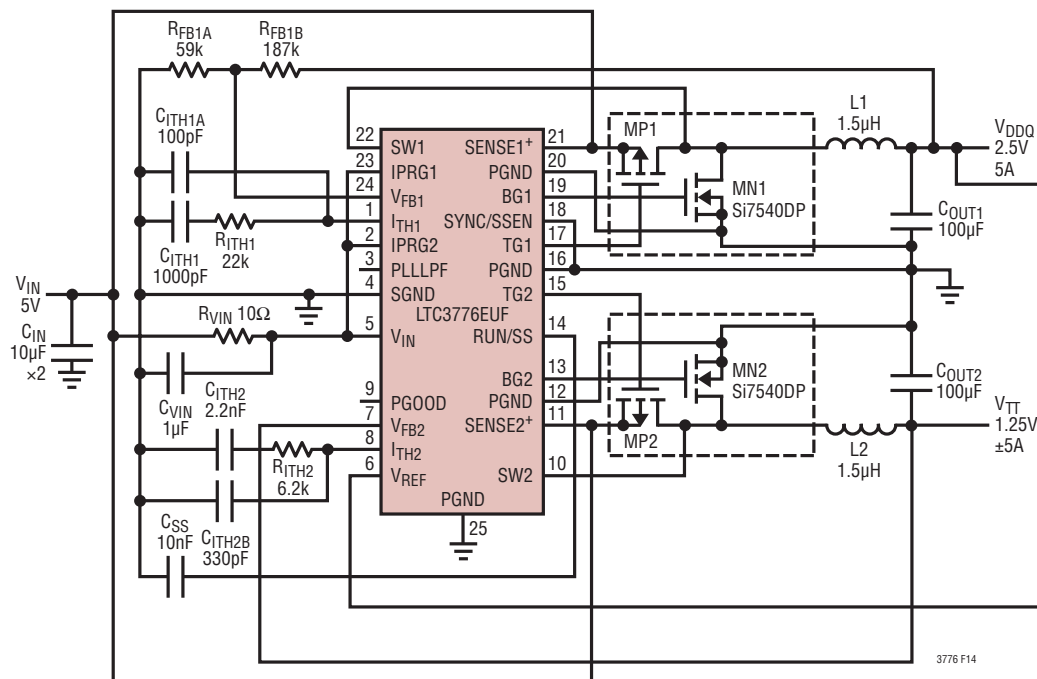 RFB1A
59k
RFB1B
187k
CITH1A
100pF
CITH1
1000pF
RITH1
22k
VIN
5V
CIN
10µF
×2
RVIN 10Ω
CVIN
1µF
CITH2
2.2nF
RITH2
6.2k
CITH2B
330pF
CSS
10nF
22
23
24
1
2
3
4
5
9
7
8
6
SW1
IPRG1
VFB1
ITH1
IPRG2
PLLLPF
SGND
VIN
PGOOD
VFB2
ITH2
VREF
LTC3776EUF
SENSE1+
PGND
BG1
SYNC/SSEN
TG1
PGND
TG2
RUN/SS
BG2
PGND
SENSE2+
SW2
PGND
21
20
19
18
17
16
15
14
13
12
11
10
25
MP1
MN1
Si7540DP
L1
1.5µH
VDDQ
2.5V
5A
COUT1
100µF
MN2
Si7540DP
MP2
COUT2
100µF
L2
1.5µH
VTT
1.25V
±5A
3776 F14